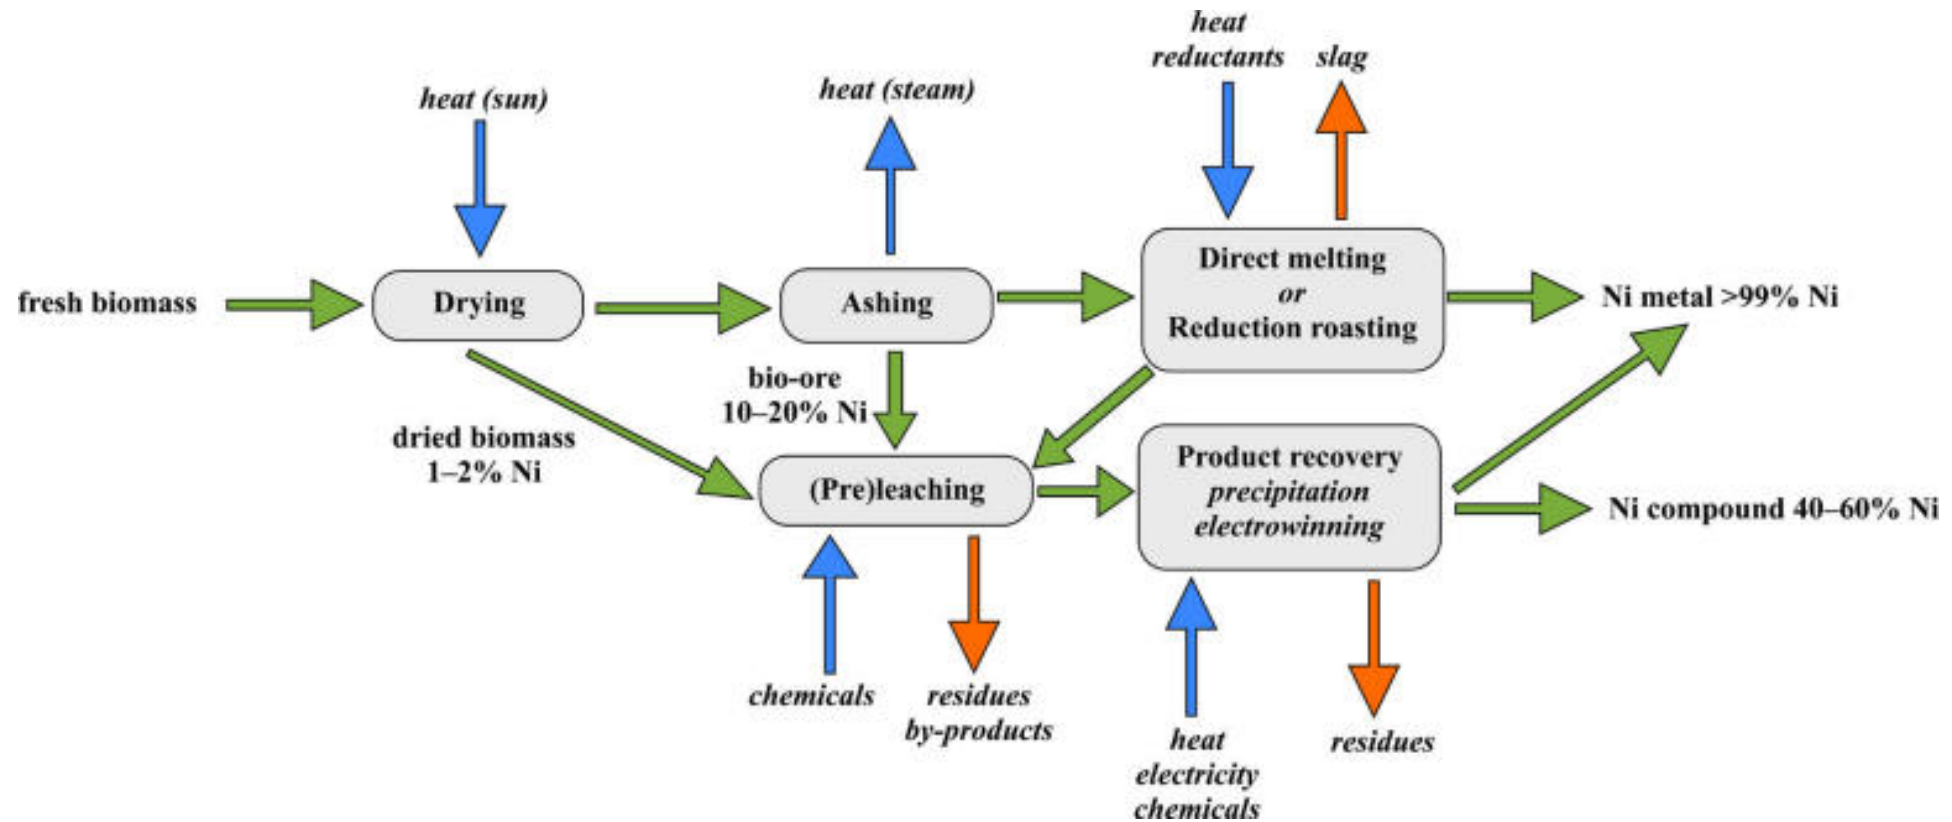 heat
reductants
slag
heat (sun)
heat (steam)
fresh biomass
Drying
Ashing
Direct melting
or
Reduction roasting
Ni metal >99% Ni
bio-ore
10–20% Ni
dried biomass
1–2% Ni
(Pre)leaching
Product recovery
precipitation
electrowinning
Ni compound 40–60% Ni
chemicals
residues
by-products
heat
electricity
chemicals
residues